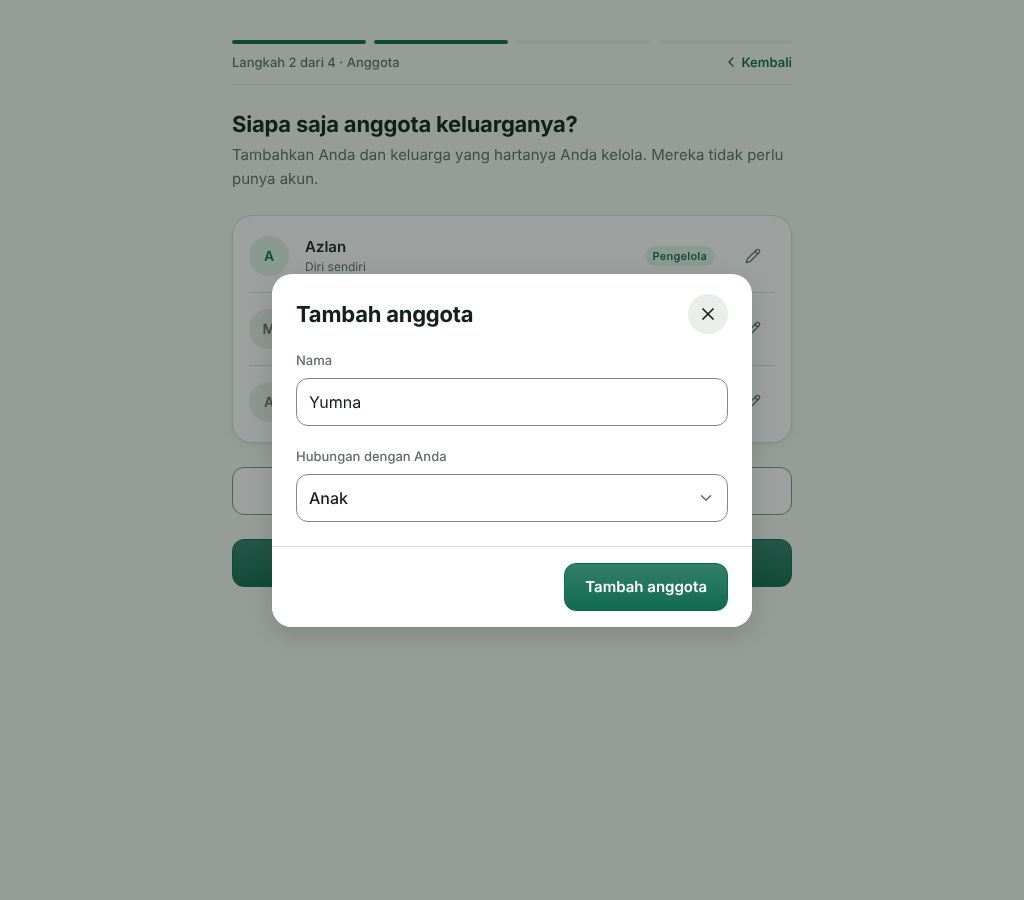 Langkah 2 dari 4 · Anggota
Kembali
Siapa saja anggota keluarganya?
Tambahkan Anda dan keluarga yang hartanya Anda kelola. Mereka tidak perlu
punya akun.
A
Azlan
Diri sendiri
Pengelola
M
A
Tambah anggota
Nama
Yumna
Hubungan dengan Anda
Anak
Tambah anggota